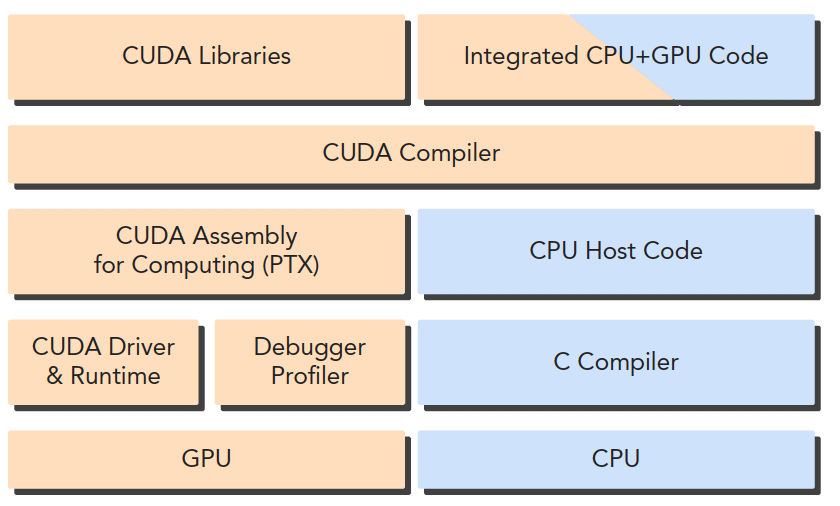 CUDA Libraries
Integrated CPU+GPU Code
CUDA Compiler
CUDA Assembly
for Computing (PTX)
CPU Host Code
CUDA Driver
& Runtime
Debugger
Profiler
C Compiler
GPU
CPU